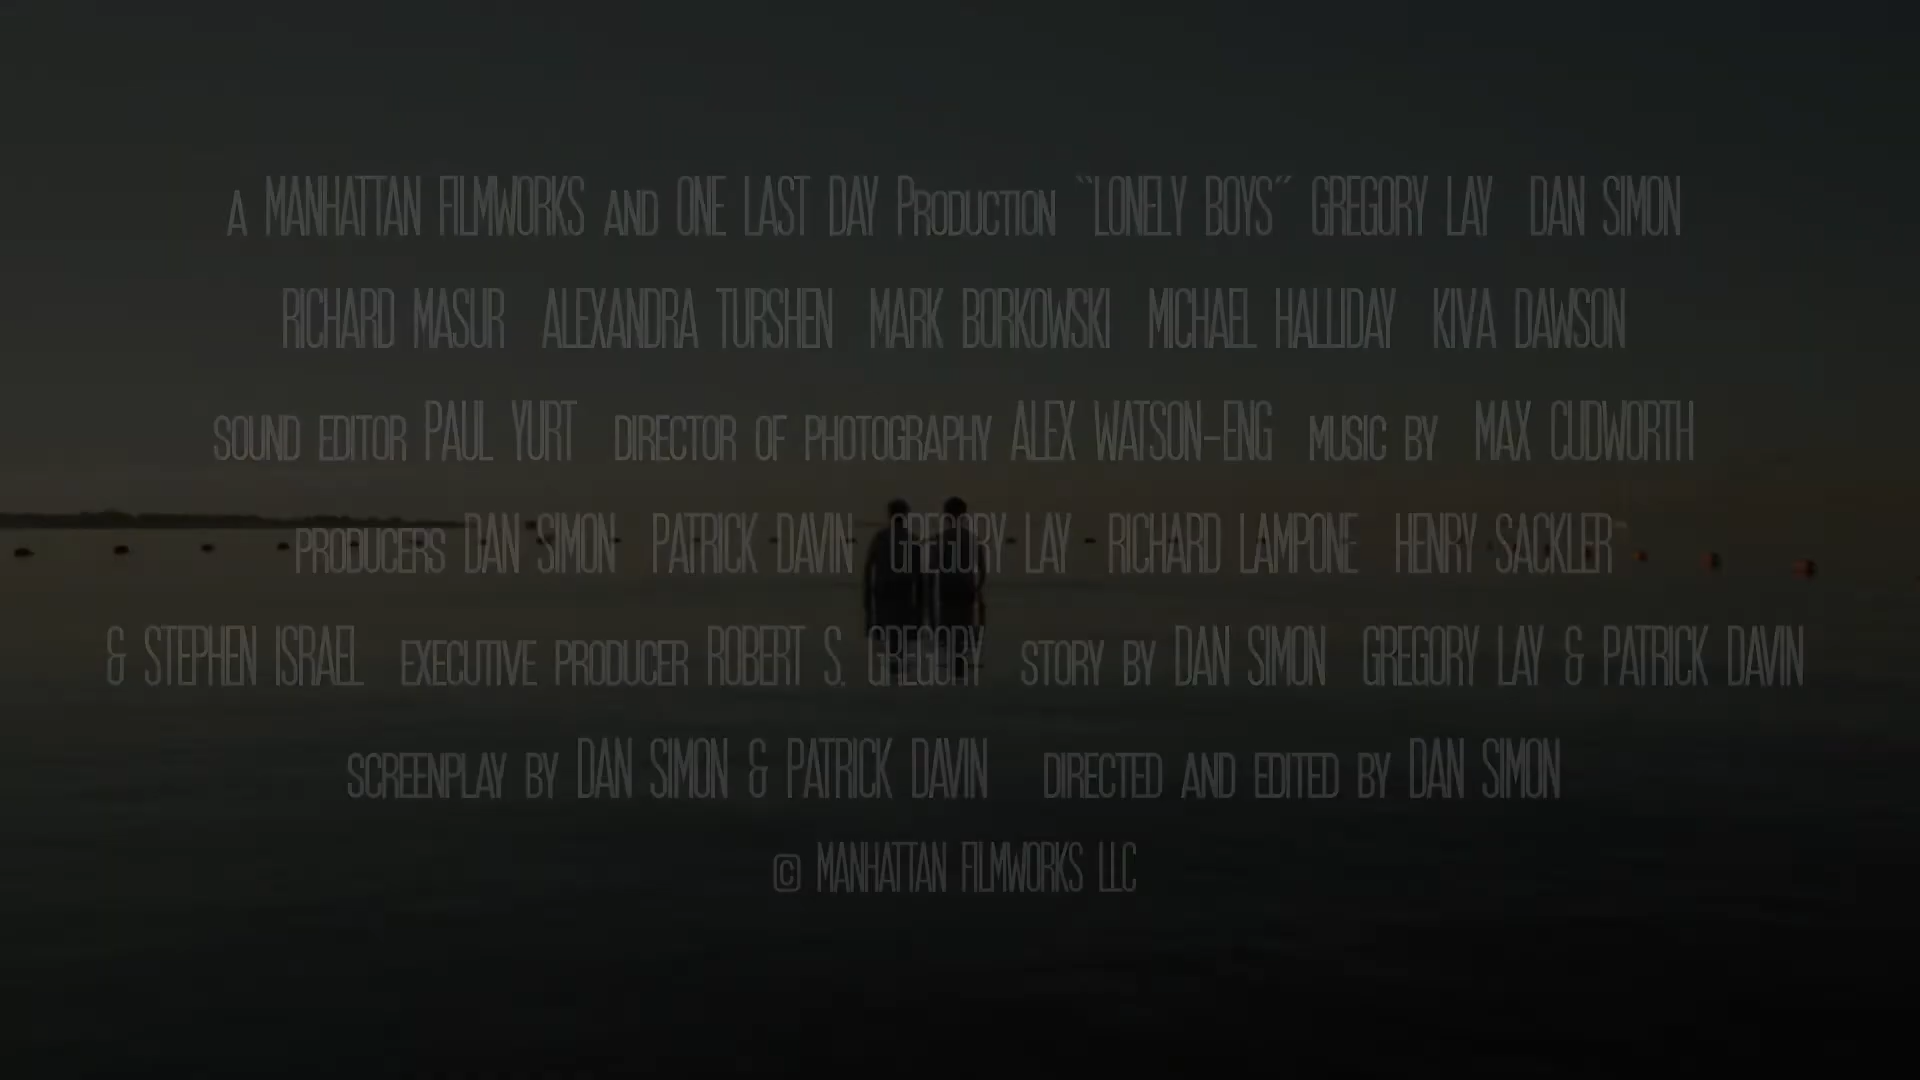 A MANHATTAN FILMWORKS AND ONE LAST DAY PRODUCTION "LONELY BOYS" GREGORY LAY DAN SIMON
RICHARD MASUR ALEXANDRA TURSHEN MARK BORKOWSKI MICHAEL HALLIDAY KIVA DAWSON
SOUND EDITOR PAUL YURT DIRECTOR OF PHOTOGRAPHY ALEX WATSON-ENG MUSIC BY MAX CUDWORTH
PRODUCERS DAN SIMON PATRICK DAVIN GREGORY LAY RICHARD LAMPONE HENRY SACKLER
& STEPHEN ISRAEL EXECUTIVE PRODUCER ROBERT S. GREGORY STORY BY DAN SIMON GREGORY LAY & PATRICK DAVIN
SCREENPLAY BY DAN SIMON & PATRICK DAVIN DIRECTED AND EDITED BY DAN SIMON
© MANHATTAN FILMWORKS LLC